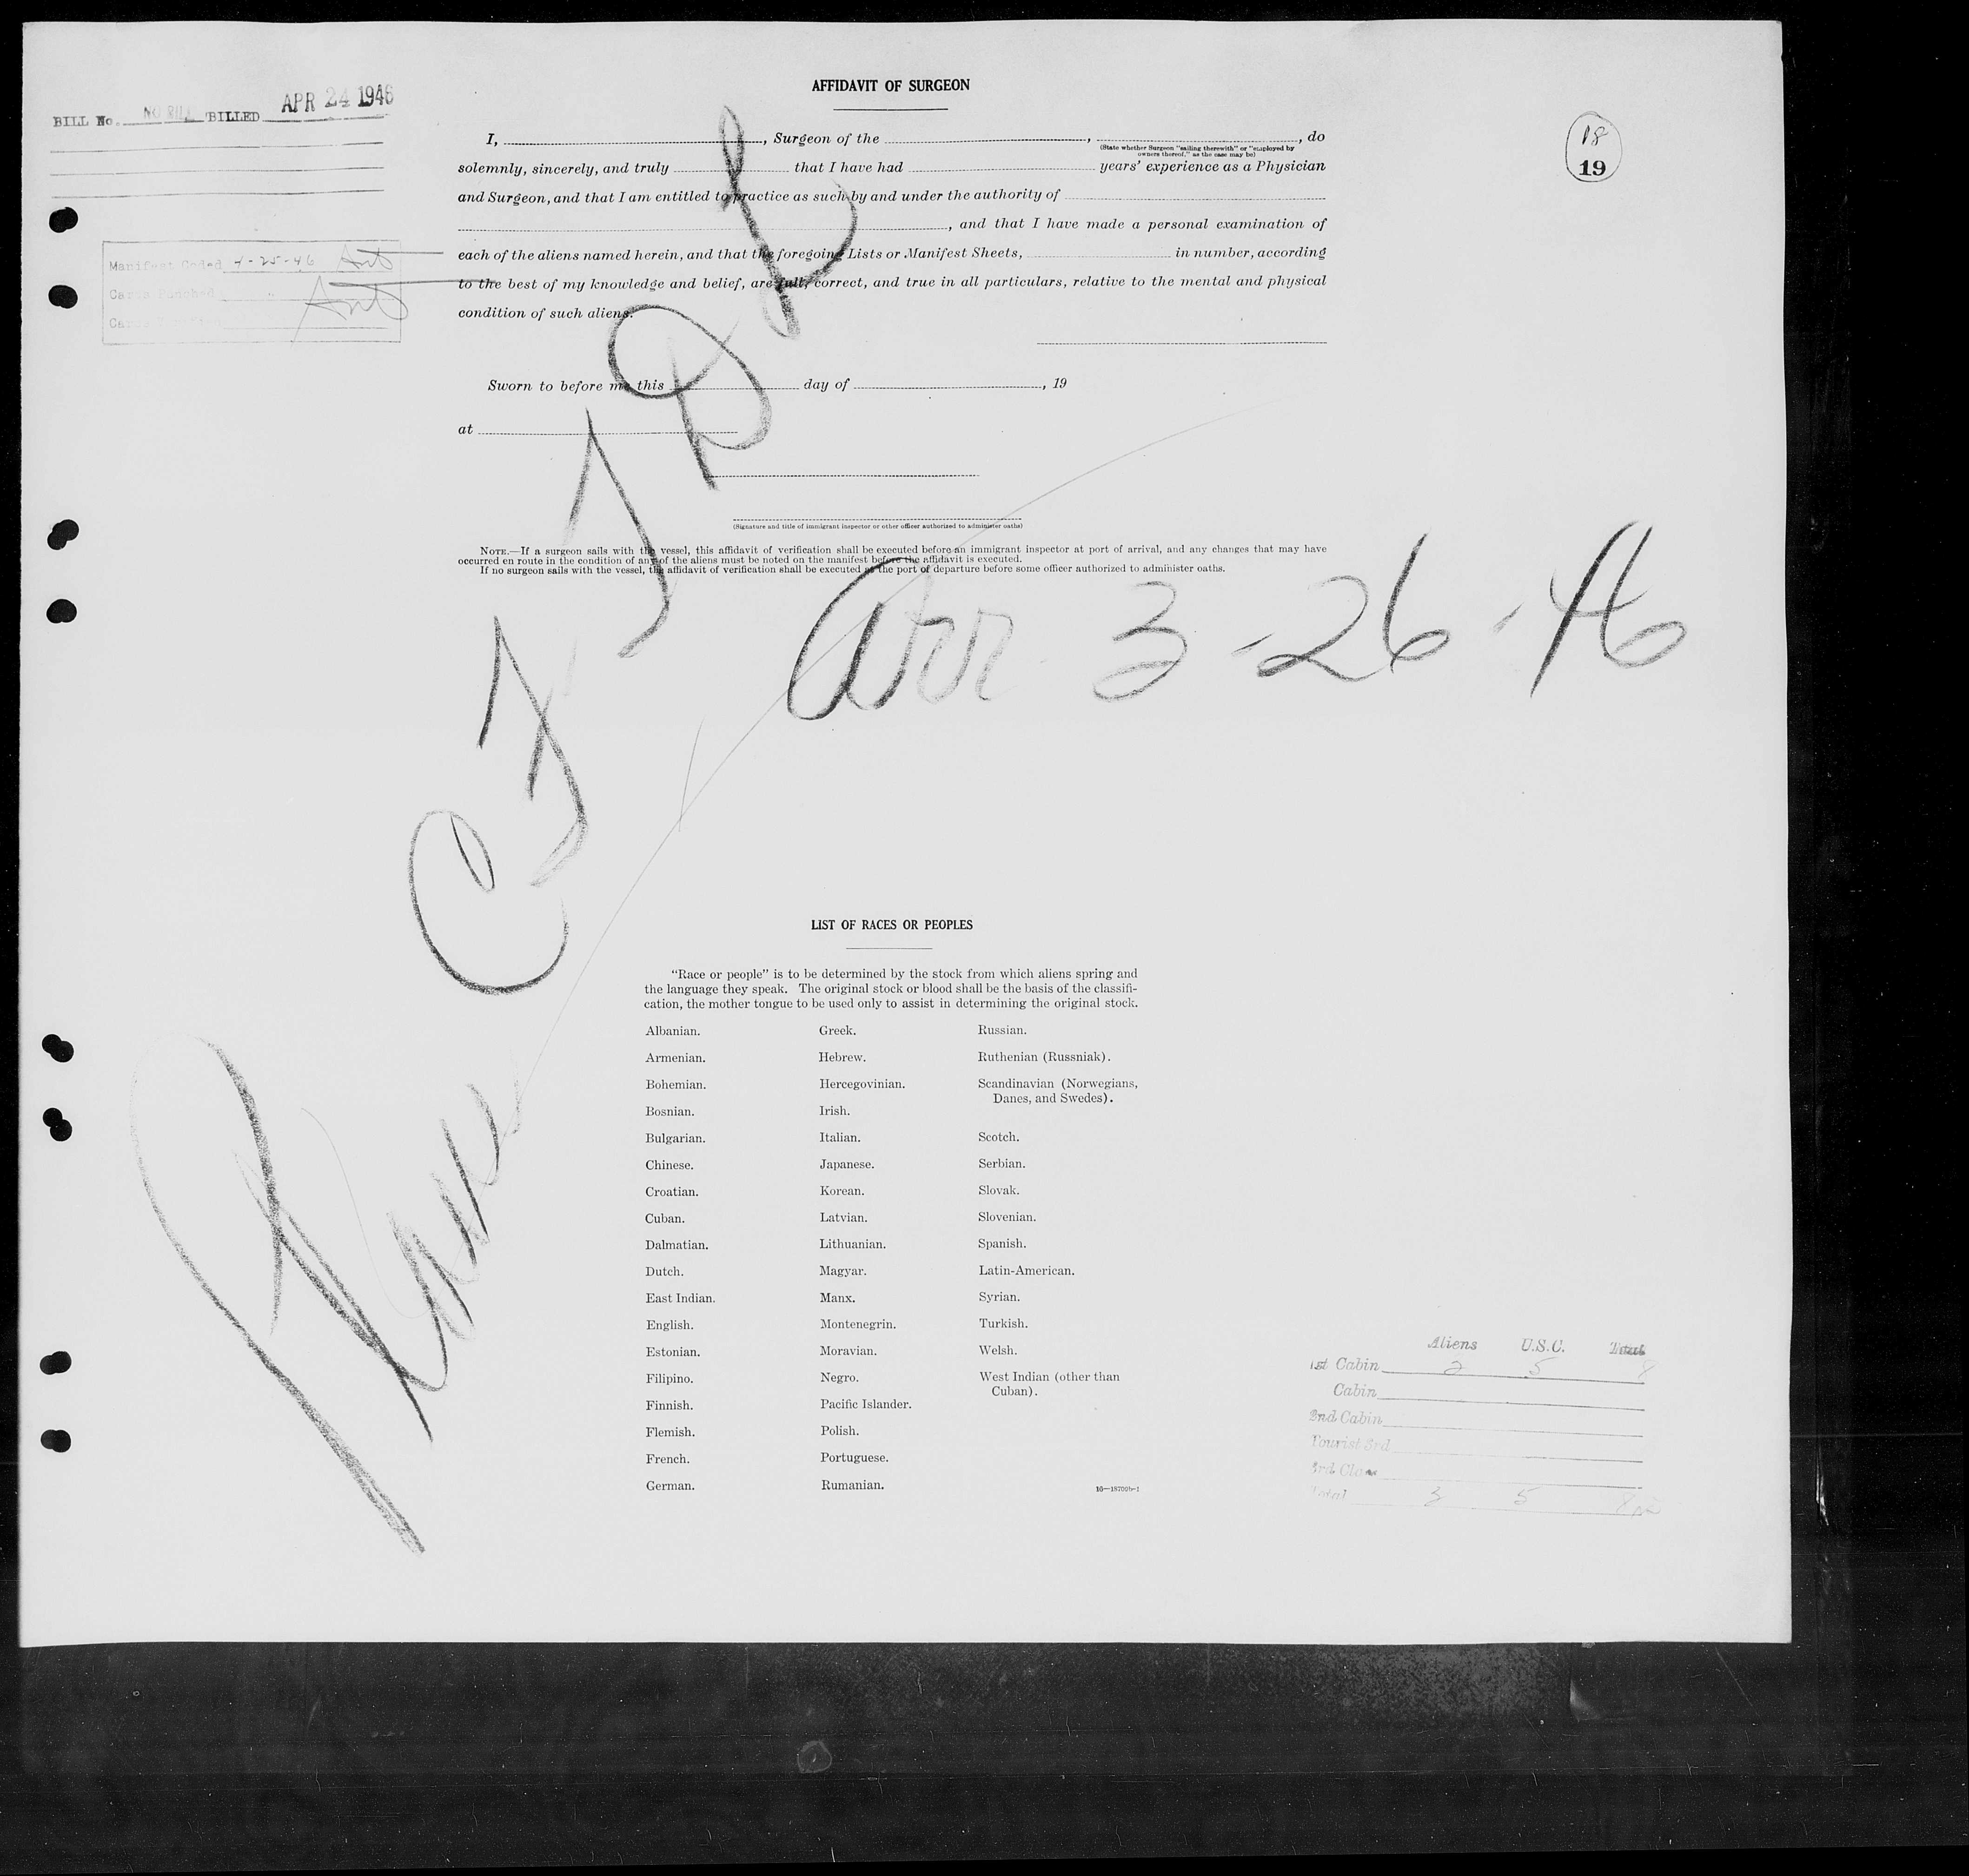 AFFIDAVIT OF SURGEON
BILL No. NO BILL BILLED APR 24 1946
18
19
I, , Surgeon of the , , do
(State whether Surgeon "sailing therewith" or "employed by
owners thereof," as the case may be)
solemnly, sincerely, and truly that I have had years' experience as a Physician
and Surgeon, and that I am entitled to practice as such by and under the authority of
, and that I have made a personal examination of
each of the aliens named herein, and that the foregoing Lists or Manifest Sheets, in number, according
to the best of my knowledge and belief, are full, correct, and true in all particulars, relative to the mental and physical
condition of such aliens.
Manifest Coded 4-25-46
Cards Punched
Sworn to before me this day of , 19
at
(Signature and title of immigrant inspector or other officer authorized to administer oaths)
NOTE.—If a surgeon sails with the vessel, this affidavit of verification shall be executed before an immigrant inspector at port of arrival, and any changes that may have
occurred en route in the condition of any of the aliens must be noted on the manifest before the affidavit is executed.
If no surgeon sails with the vessel, the affidavit of verification shall be executed at the port of departure before some officer authorized to administer oaths.
Arr 3-26-46
LIST OF RACES OR PEOPLES
"Race or people" is to be determined by the stock from which aliens spring and
the language they speak. The original stock or blood shall be the basis of the classifi-
cation, the mother tongue to be used only to assist in determining the original stock.
Albanian.
Armenian.
Bohemian.
Bosnian.
Bulgarian.
Chinese.
Croatian.
Cuban.
Dalmatian.
Dutch.
East Indian.
English.
Estonian.
Filipino.
Finnish.
Flemish.
French.
German.
Greek.
Hebrew.
Hercegovinian.
Irish.
Italian.
Japanese.
Korean.
Latvian.
Lithuanian.
Magyar.
Manx.
Montenegrin.
Moravian.
Negro.
Pacific Islander.
Polish.
Portuguese.
Rumanian.
Russian.
Ruthenian (Russniak).
Scandinavian (Norwegians,
Danes, and Swedes).
Scotch.
Serbian.
Slovak.
Slovenian.
Spanish.
Latin-American.
Syrian.
Turkish.
Welsh.
West Indian (other than
Cuban).
16—18700b-1
Aliens U.S.C. Total
1st Cabin 5
Cabin
2nd Cabin
Tourist 3rd
3rd Class
Total 3 5